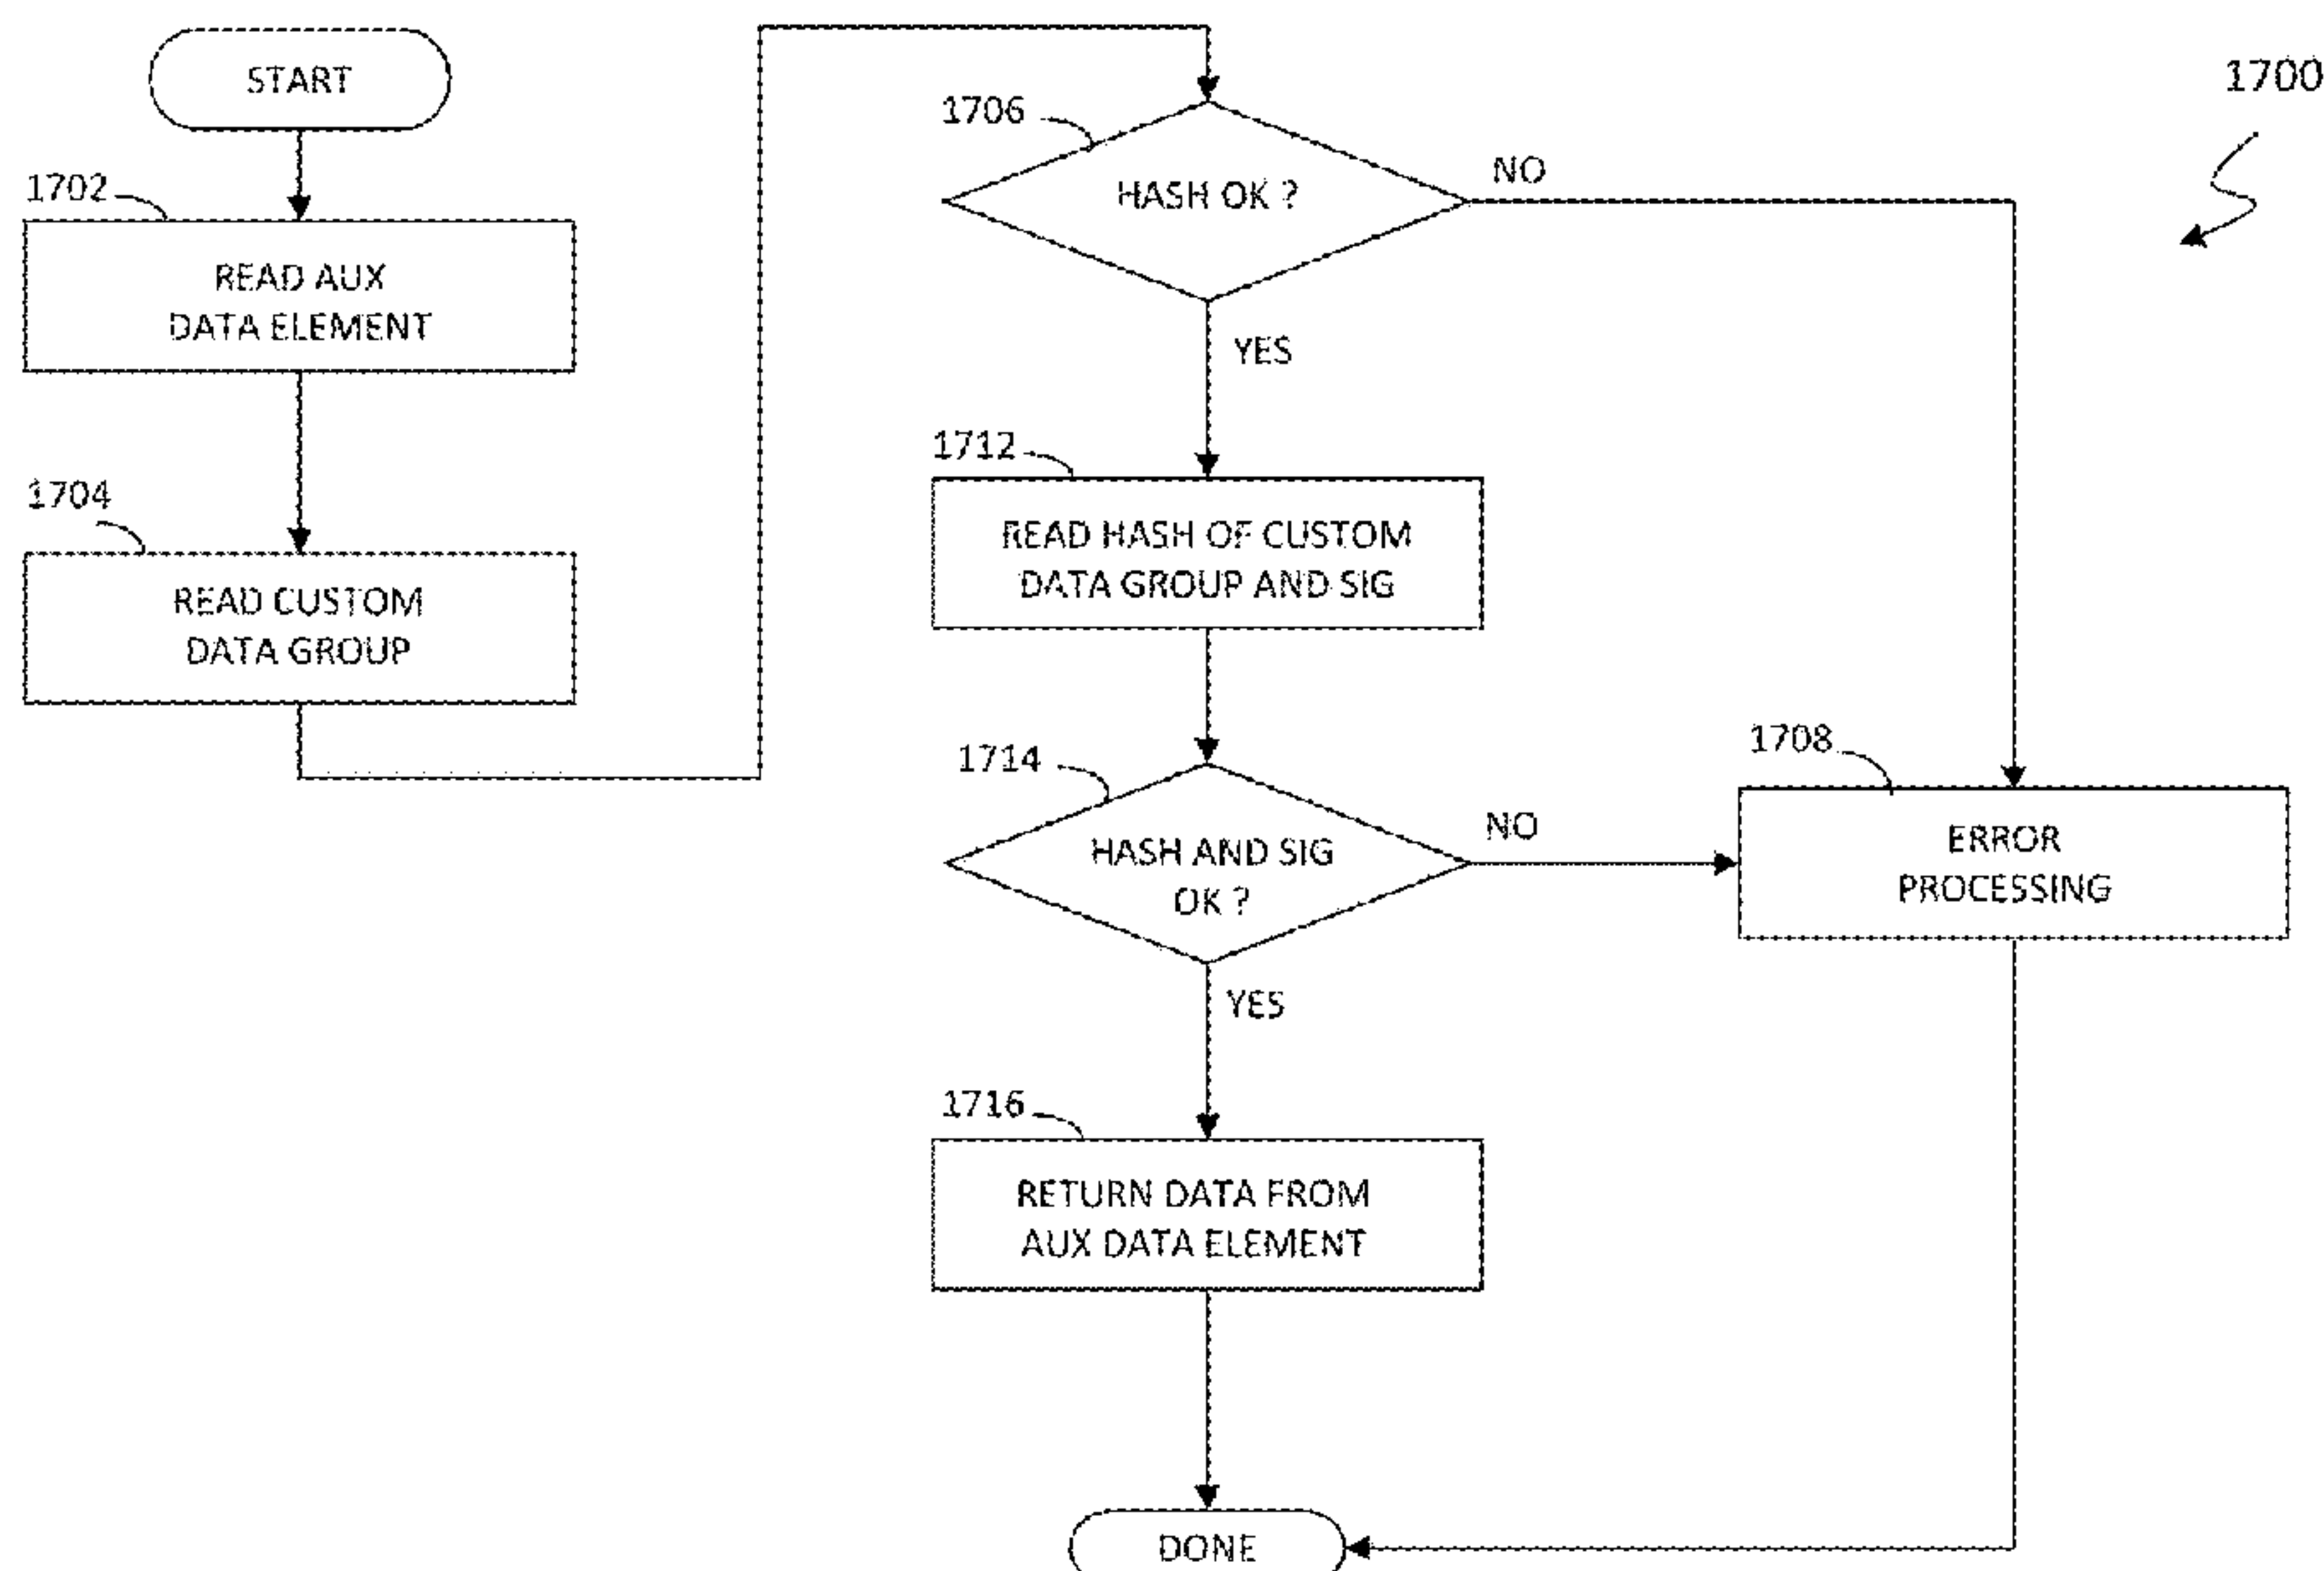 START
1702
READ AUX
DATA ELEMENT
1704
READ CUSTOM
DATA GROUP
1706
HASH OK ?
NO
YES
1700
1712
READ HASH OF CUSTOM
DATA GROUP AND SIG
1714
HASH AND SIG
OK ?
NO
YES
1708
ERROR
PROCESSING
1716
RETURN DATA FROM
AUX DATA ELEMENT
DONE